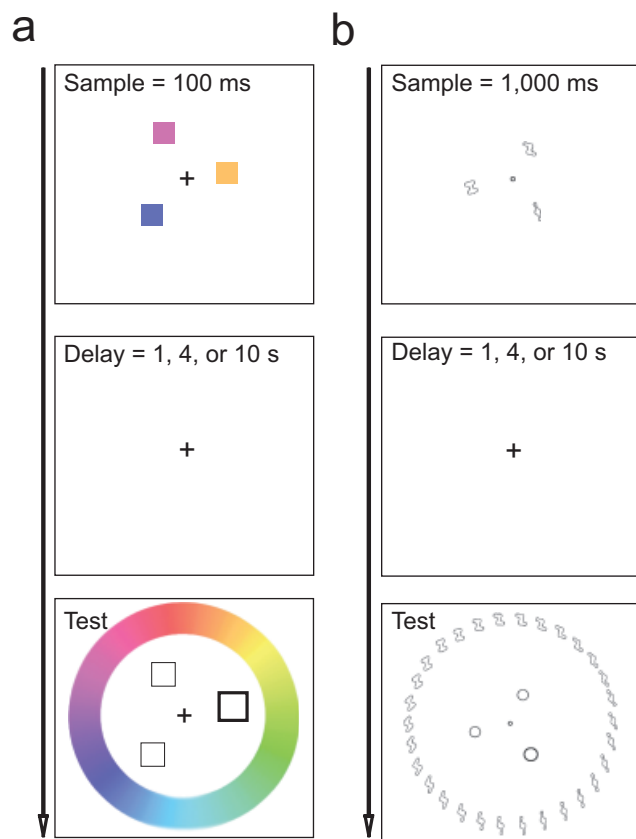 a
Sample = 100 ms
Delay = 1, 4, or 10 s
Test
b
Sample = 1,000 ms
Delay = 1, 4, or 10 s
Test